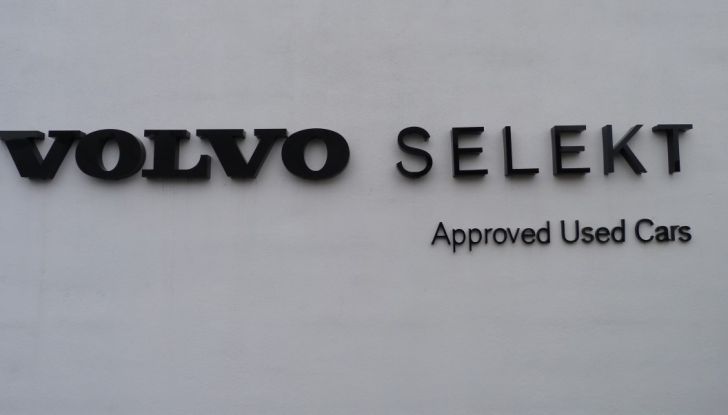 VOLVO SELEKT
Approved Used Cars